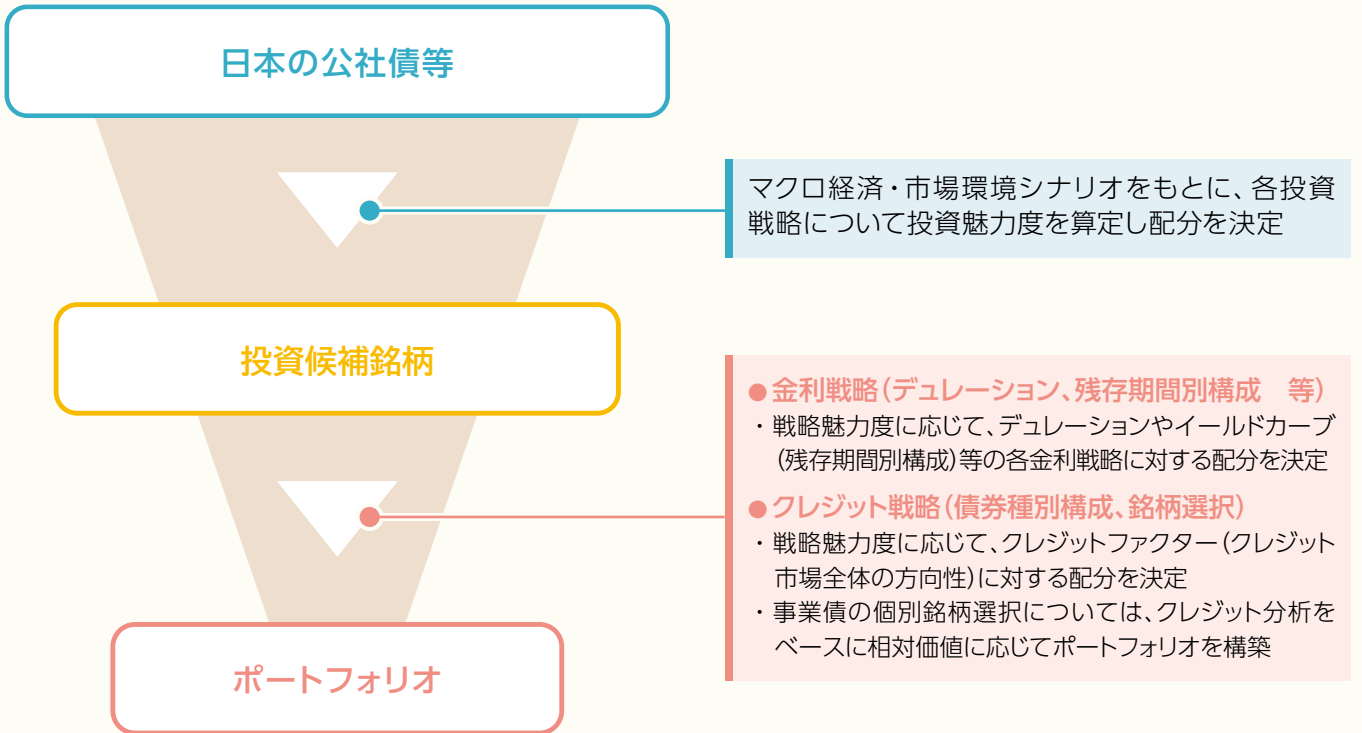 日本の公社債等
マクロ経済・市場環境シナリオをもとに、各投資
戦略について投資魅力度を算定し配分を決定
投資候補銘柄
●金利戦略(デュレーション、残存期間別構成　等)
・戦略魅力度に応じて、デュレーションやイールドカーブ
(残存期間別構成)等の各金利戦略に対する配分を決定
●クレジット戦略(債券種別構成、銘柄選択)
・戦略魅力度に応じて、クレジットファクター(クレジット
市場全体の方向性)に対する配分を決定
・事業債の個別銘柄選択については、クレジット分析を
ベースに相対価値に応じてポートフォリオを構築
ポートフォリオ